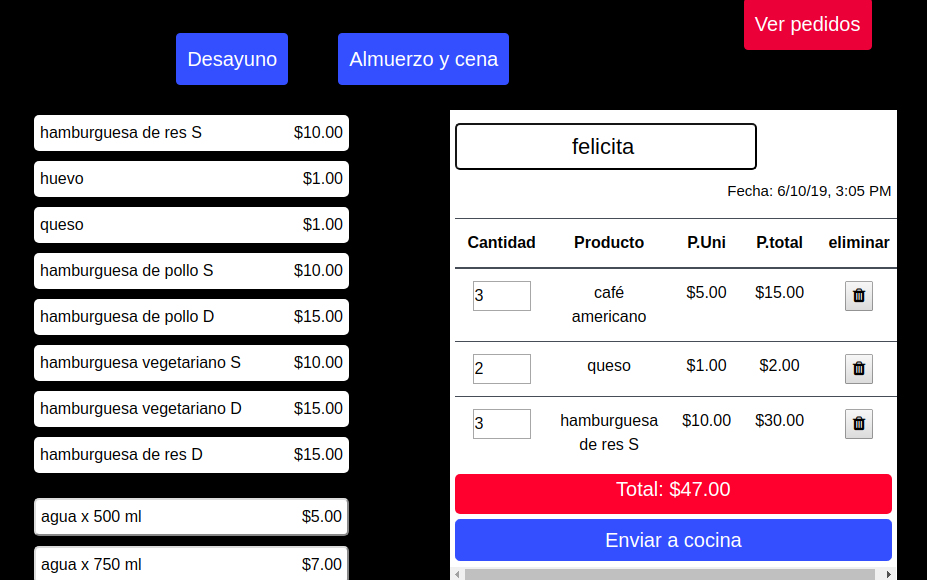 Ver pedidos
Desayuno
Almuerzo y cena
hamburguesa de res S $10.00
huevo $1.00
queso $1.00
hamburguesa de pollo S $10.00
hamburguesa de pollo D $15.00
hamburguesa vegetariano S $10.00
hamburguesa vegetariano D $15.00
hamburguesa de res D $15.00
agua x 500 ml $5.00
agua x 750 ml $7.00
felicita
Fecha: 6/10/19, 3:05 PM
Cantidad Producto P.Uni P.total eliminar
3 café $5.00 $15.00
americano
2 queso $1.00 $2.00
3 hamburguesa $10.00 $30.00
de res S
Total: $47.00
Enviar a cocina